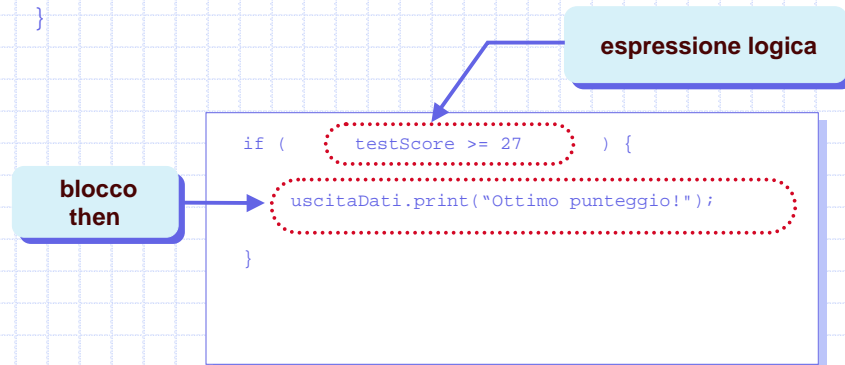 }
espressione logica
if ( testScore >= 27 ) {
blocco
then
uscitaDati.print(“Ottimo punteggio!");
}